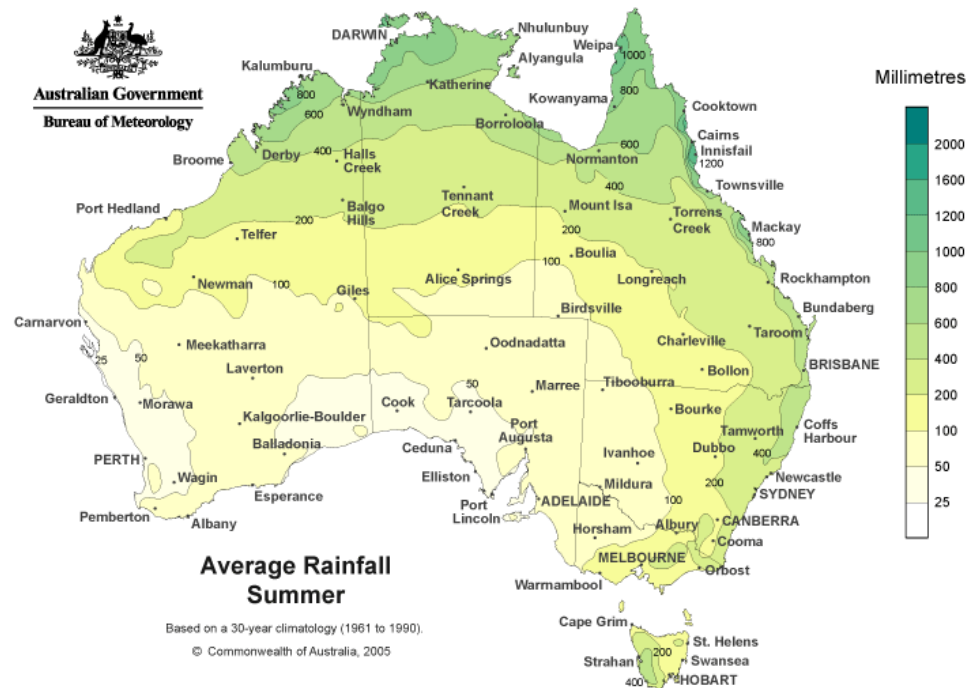 Australian Government
Bureau of Meteorology
DARWIN
Nhulunbuy
Weipa
Alyangula
1000
Kalumburu
Katherine
800
800
Kowanyama
600
Wyndham
Cooktown
Borroloola
Cairns
Innisfail
1200
Broome
Derby
400
Halls
Creek
Normanton
600
Townsville
400
Port Hedland
Balgo
Hills
Tennant
Creek
Mount Isa
Torrens
Creek
Mackay
800
200
Telfer
200
Boulia
100
Longreach
Rockhampton
Newman
100
Giles
Alice Springs
Birdsville
Bundaberg
Carnarvon
Taroom
Charleville
Meekatharra
Oodnadatta
25
50
Laverton
BRISBANE
Bollon
Geraldton
Morawa
Cook
50
Tarcoola
Marree
Tibooburra
Bourke
Kalgoorlie-Boulder
Tamworth
Coffs
Harbour
Balladonia
Port
Augusta
Ceduna
Dubbo
400
PERTH
Ivanhoe
Wagin
Elliston
Newcastle
Mildura
200
SYDNEY
Esperance
Port
Lincoln
ADELAIDE
100
Pemberton
Albany
Horsham
Albury
CANBERRA
Cooma
MELBOURNE
Orbost
Warrnambool
Average Rainfall
Summer
Based on a 30-year climatology (1961 to 1990).
© Commonwealth of Australia, 2005
Cape Grim
St. Helens
200
Strahan
Swansea
400
HOBART
Millimetres
2000
1600
1200
1000
800
600
400
200
100
50
25